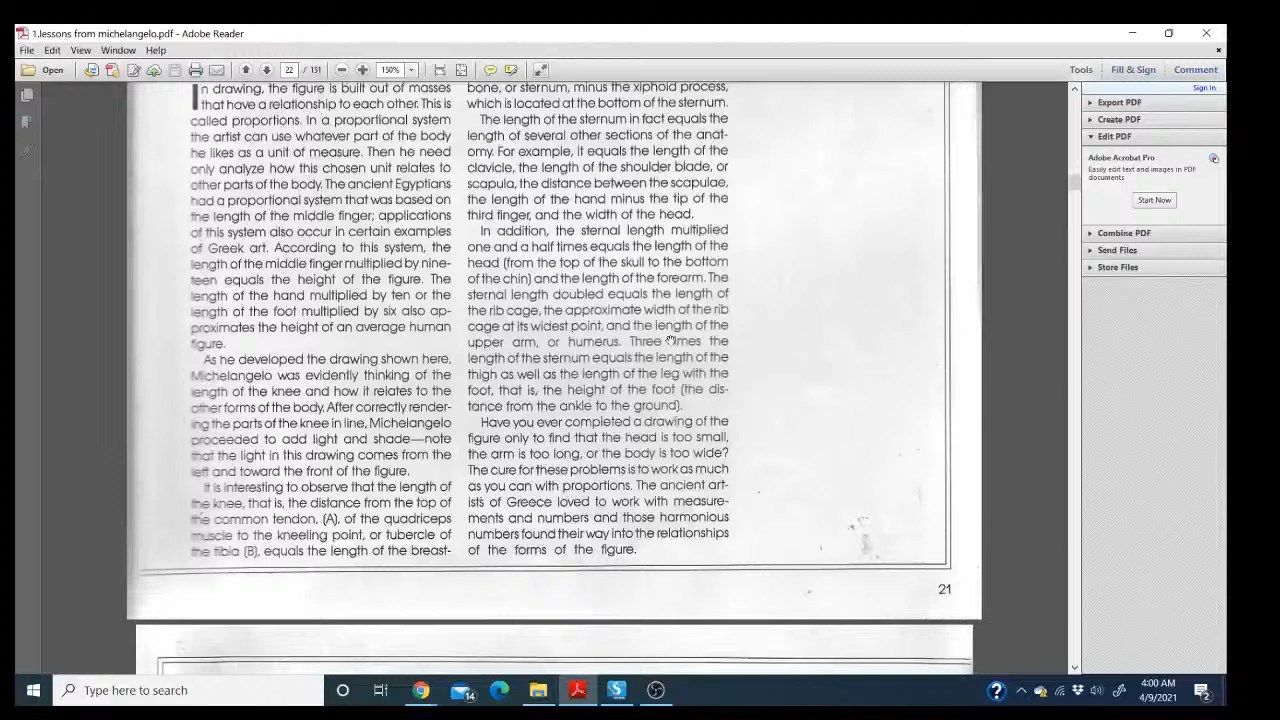 1.lessons from michelangelo.pdf - Adobe Reader
File Edit View Window Help
Open
22 / 151
150%
Tools Fill & Sign Comment
Sign In
Export PDF
Create PDF
Edit PDF
Adobe Acrobat Pro
Easily edit text and images in PDF
documents
Start Now
Combine PDF
Send Files
Store Files
In drawing, the figure is built out of masses
that have a relationship to each other. This is
called proportions. In a proportional system
the artist can use whatever part of the body
he likes as a unit of measure. Then he need
only analyze how this chosen unit relates to
other parts of the body. The ancient Egyptians
had a proportional system that was based on
the length of the middle finger; applications
of this system also occur in certain examples
of Greek art. According to this system, the
length of the middle finger multiplied by nine-
teen equals the height of the figure. The
length of the hand multiplied by ten or the
length of the foot multiplied by six also ap-
proximates the height of an average human
figure.
As he developed the drawing shown here,
Michelangelo was evidently thinking of the
length of the knee and how it relates to the
other forms of the body. After correctly render-
ing the parts of the knee in line, Michelangelo
proceeded to add light and shade—note
that the light in this drawing comes from the
left and toward the front of the figure.
It is interesting to observe that the length of
the knee, that is, the distance from the top of
the common tendon, (A), of the quadriceps
muscle to the kneeling point, or tubercle of
the tibia (B), equals the length of the breast-
bone, or sternum, minus the xiphoid process,
which is located at the bottom of the sternum.
The length of the sternum in fact equals the
length of several other sections of the anat-
omy. For example, it equals the length of the
clavicle, the length of the shoulder blade, or
scapula, the distance between the scapulae,
the length of the hand minus the tip of the
third finger, and the width of the head.
In addition, the sternal length multiplied
one and a half times equals the length of the
head (from the top of the skull to the bottom
of the chin) and the length of the forearm. The
sternal length doubled equals the length of
the rib cage, the approximate width of the rib
cage at its widest point, and the length of the
upper arm, or humerus. Three times the
length of the sternum equals the length of the
thigh as well as the length of the leg with the
foot, that is, the height of the foot (the dis-
tance from the ankle to the ground).
Have you ever completed a drawing of the
figure only to find that the head is too small,
the arm is too long, or the body is too wide?
The cure for these problems is to work as much
as you can with proportions. The ancient art-
ists of Greece loved to work with measure-
ments and numbers and those harmonious
numbers found their way into the relationships
of the forms of the figure.
21
Type here to search
14
4:00 AM
4/9/2021
2